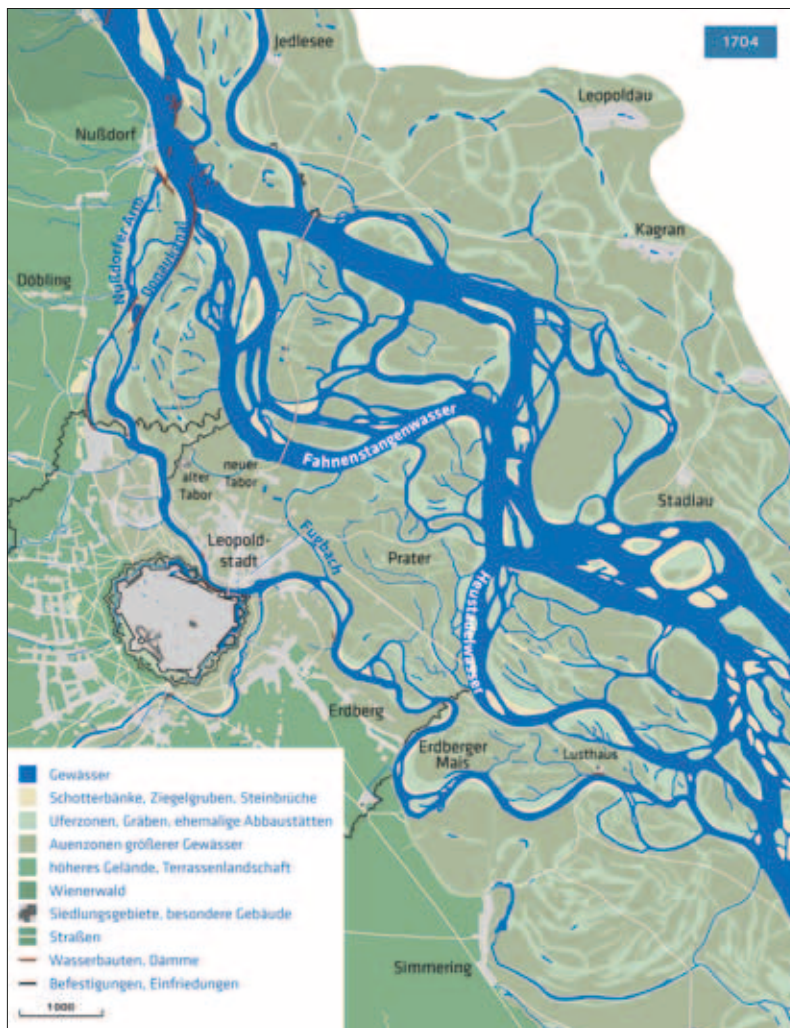 1704
Jedlesee
Leopoldau
Nußdorf
Kagran
Nußdorfer Arm
Donaukanal
Döbling
Fahnenstangenwasser
alter
Tabor
neuer
Tabor
Stadlau
Leopold-
stadt
Fugbach
Prater
Heustadelwasser
Erdberg
Erdberger
Mais
Lusthaus
Simmering
Gewässer
Schotterbänke, Ziegelgruben, Steinbrüche
Uferzonen, Gräben, ehemalige Abbaustätten
Auenzonen größerer Gewässer
höheres Gelände, Terrassenlandschaft
Wienerwald
Siedlungsgebiete, besondere Gebäude
Straßen
Wasserbauten, Dämme
Befestigungen, Einfriedungen
1000